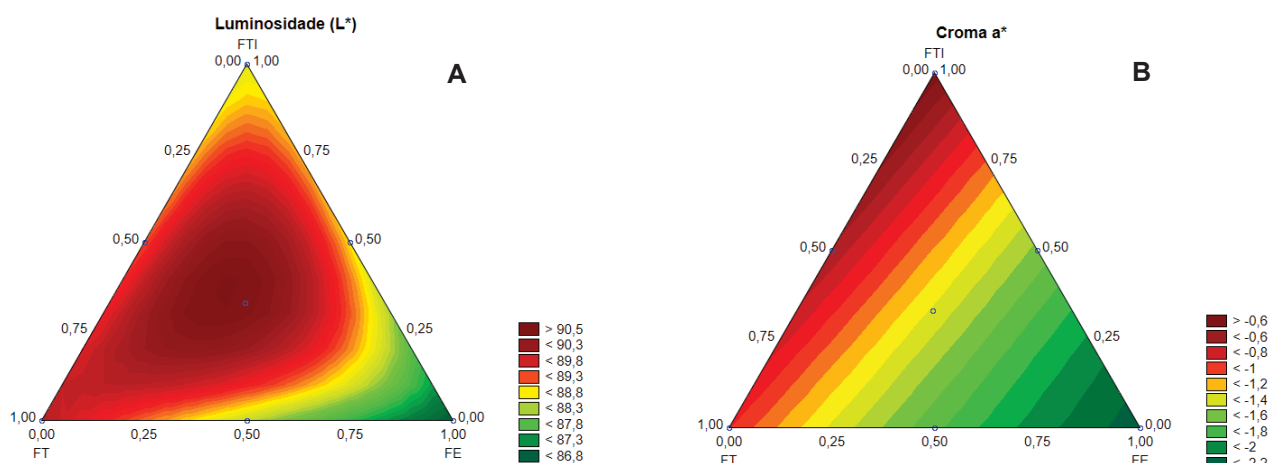 Luminosidade (L*)
FTI
0,00 1,00
A
0,25 0,75
0,50 0,50
0,75 0,25
1,00 0,00
0,00 0,25 0,50 0,75 1,00
FT FE
> 90,5
< 90,3
< 89,8
< 89,3
< 88,8
< 88,3
< 87,8
< 87,3
< 86,8
Croma a*
FTI
0,00 1,00
B
0,25 0,75
0,50 0,50
0,75 0,25
1,00 0,00
0,00 0,25 0,50 0,75 1,00
FT FE
> -0,6
< -0,6
< -0,8
< -1
< -1,2
< -1,4
< -1,6
< -1,8
< -2
< -2,2